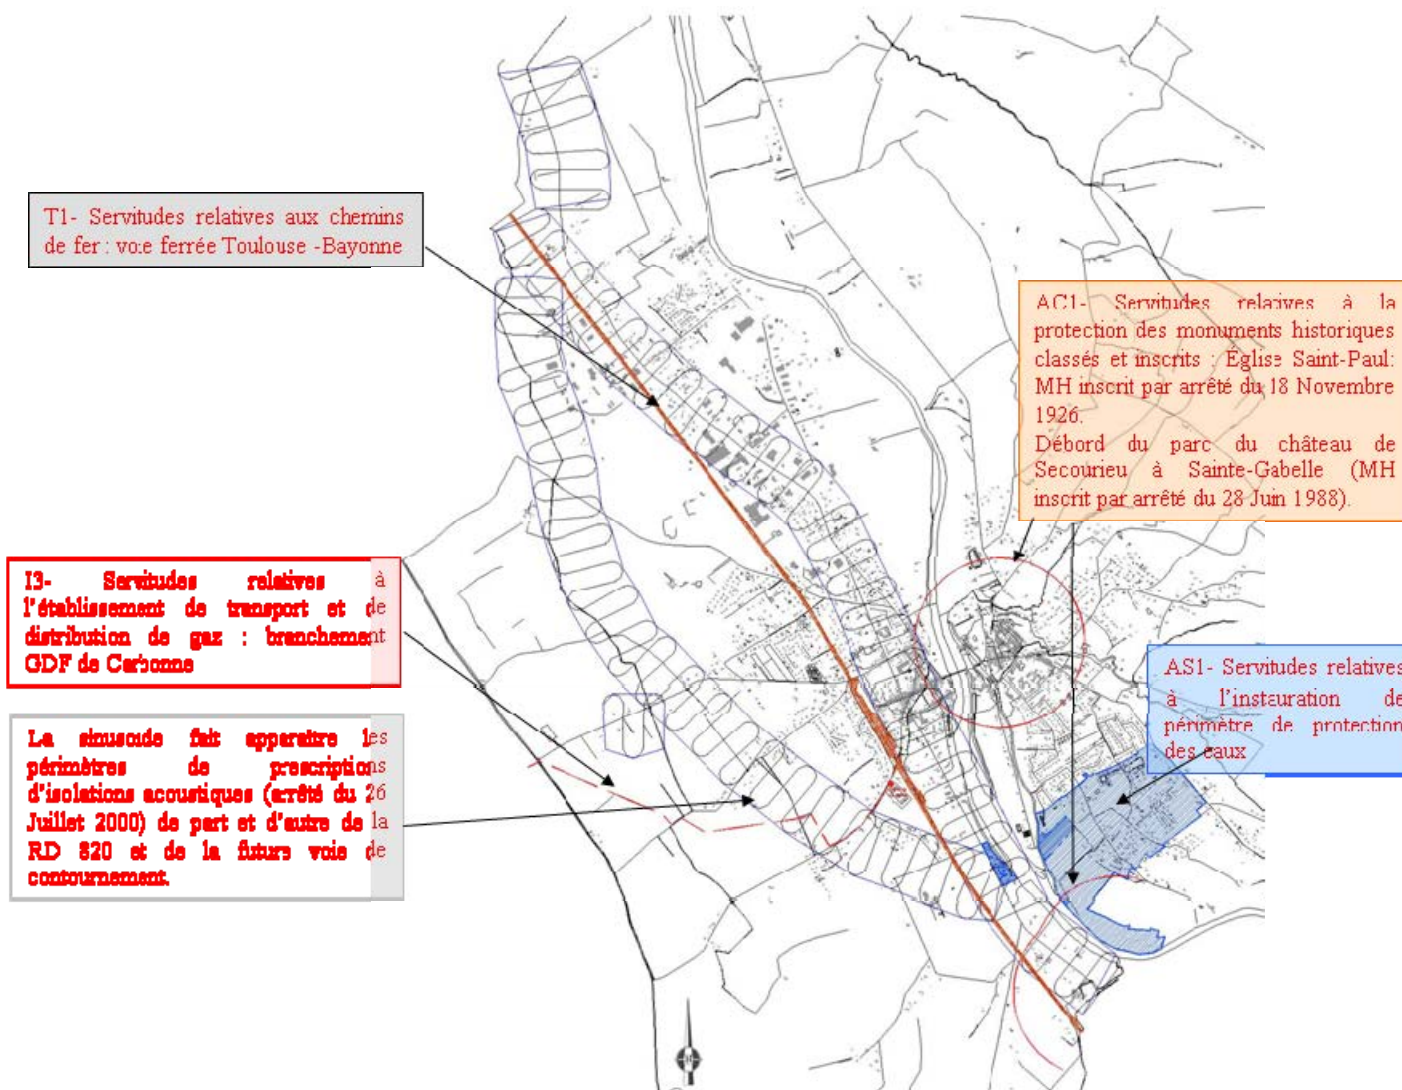 T1- Servitudes relatives aux chemins
de fer : voie ferrée Toulouse -Bayonne
AC1- Servitudes relatives à la
protection des monuments historiques
classés et inscrits : Église Saint-Paul:
MH inscrit par arrêté du 18 Novembre
1926.
Débord du parc du château de
Secourieu à Sainte-Gabelle (MH
inscrit par arrêté du 28 Juin 1988).
I3- Servitudes relatives à
l'établissement de transport et de
distribution de gaz : branchement
GDF de Carbonne
AS1- Servitudes relatives
à l'instauration de
périmètre de protection
des eaux
La sinusoide fait apparaitre les
périmètres de prescriptions
d'isolations acoustiques (arrêté du 26
Juillet 2000) de part et d'autre de la
RD 820 et de la future voie de
contournement.
N